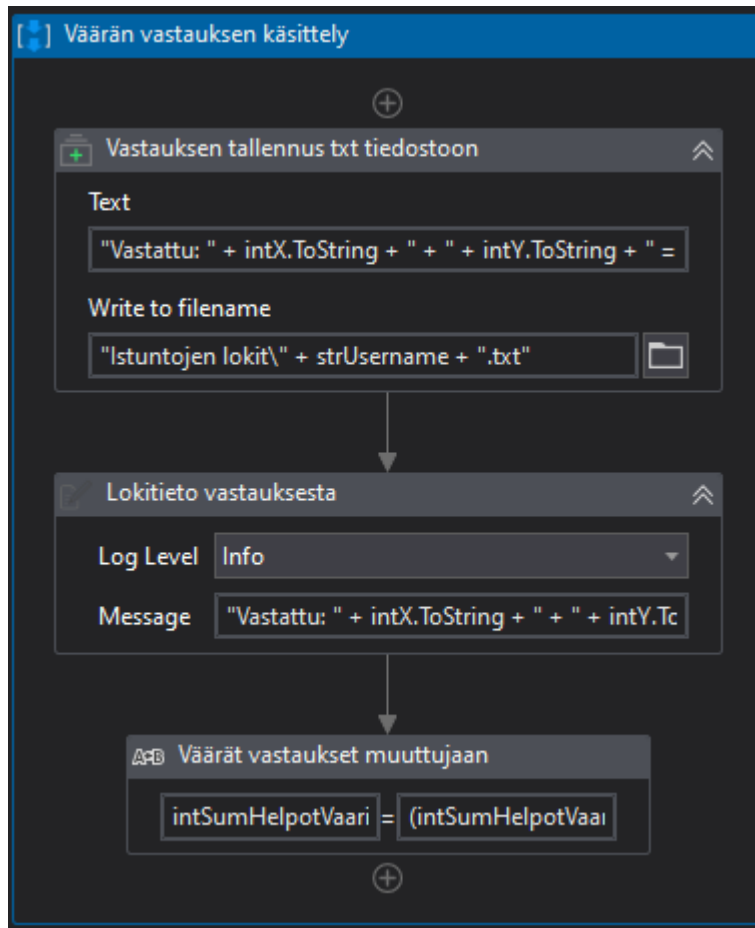 Väärän vastauksen käsittely
Vastauksen tallennus txt tiedostoon
Text
"Vastattu: " + intX.ToString + " + " + intY.ToString + " =
Write to filename
"Istuntojen lokit\" + strUsername + ".txt"
Lokitieto vastauksesta
Log Level Info
Message "Vastattu: " + intX.ToString + " + " + intY.To
A=B Väärät vastaukset muuttujaan
intSumHelpotVaari = (intSumHelpotVaar